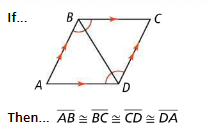 If...
B
C
A
D
Then... AB ≅ BC ≅ CD ≅ DA